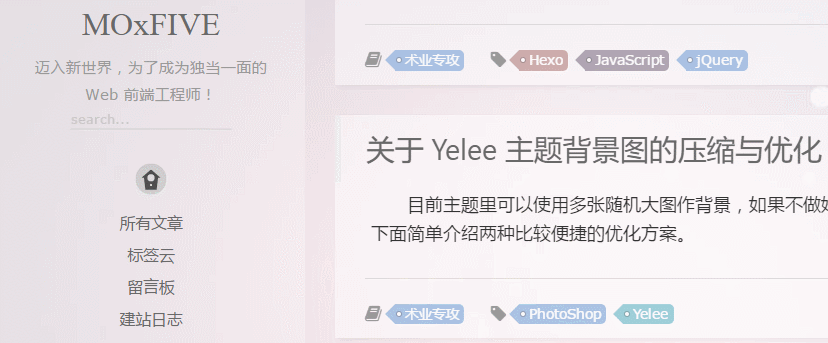 MOxFIVE
迈入新世界，为了成为独当一面的
Web 前端工程师！
search...
所有文章
标签云
留言板
建站日志
术业专攻 Hexo JavaScript jQuery
关于 Yelee 主题背景图的压缩与优化
目前主题里可以使用多张随机大图作背景，如果不做
下面简单介绍两种比较便捷的优化方案。
术业专攻 PhotoShop Yelee